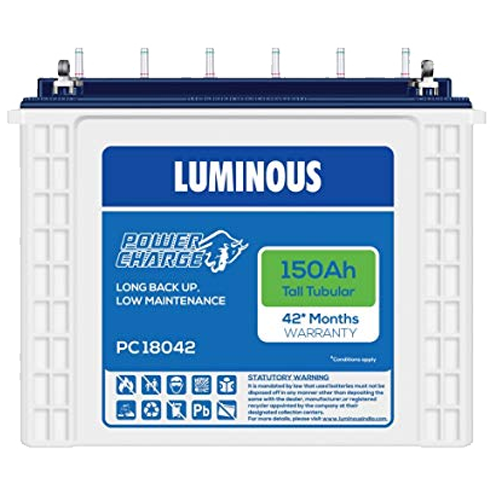 LUMINOUS
POWER
CHARGE
LONG BACK UP.
LOW MAINTENANCE
PC18042
150Ah
Tall Tubular
42* Months
WARRANTY
*Conditions apply
STATUTORY WARNING
It is mandated by law that used batteries must not be
disposed off in any manner other than depositing the
same with the dealer, manufacturer, or registered
recycler appointed by the company at their
designated collection centers.
For more details, please visit www.luminousindia.com
Pb